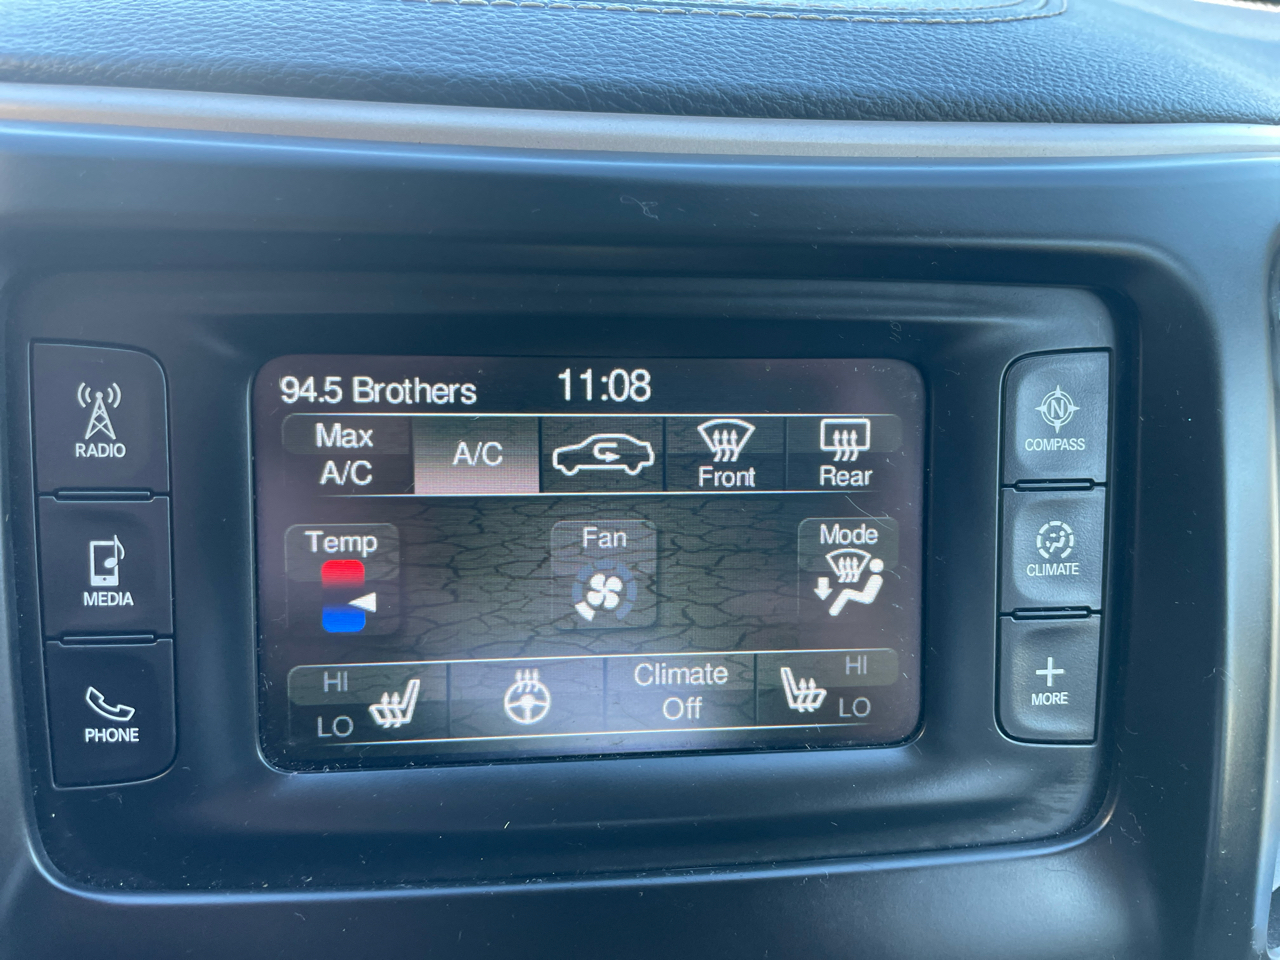 94.5 Brothers 11:08
Max
A/C
A/C
Front
Rear
Temp
Fan
Mode
HI
LO
Climate
Off
HI
LO
RADIO
MEDIA
PHONE
N
COMPASS
CLIMATE
+
MORE